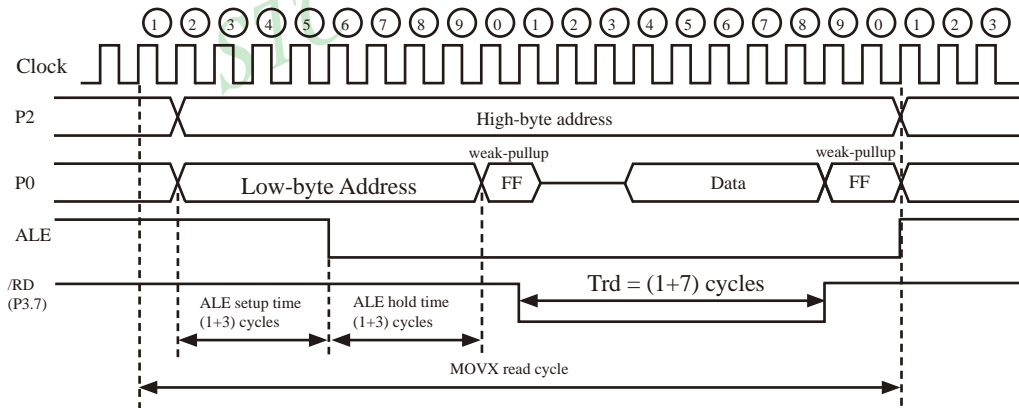 1 2 3 4 5 6 7 8 9 0 1 2 3 4 5 6 7 8 9 0 1 2 3
Clock
P2
High-byte address
weak-pullup
weak-pullup
P0
Low-byte Address
FF
Data
FF
ALE
/RD
(P3.7)
Trd = (1+7) cycles
ALE setup time
(1+3) cycles
ALE hold time
(1+3) cycles
MOVX read cycle